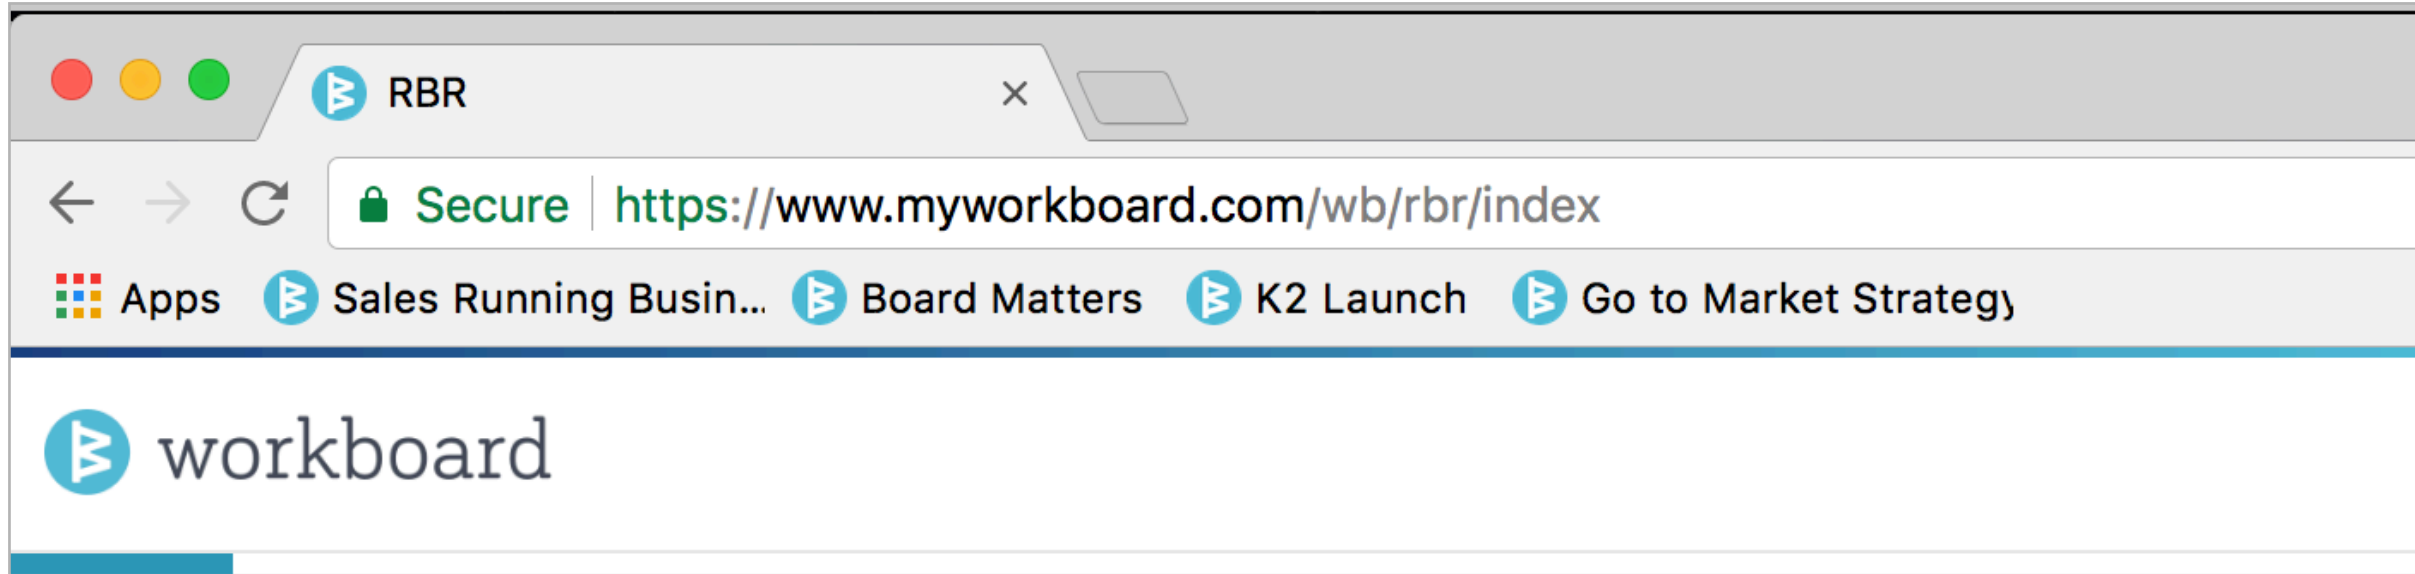 RBR
Secure https://www.myworkboard.com/wb/rbr/index
Apps Sales Running Busin... Board Matters K2 Launch Go to Market Strategy
workboard